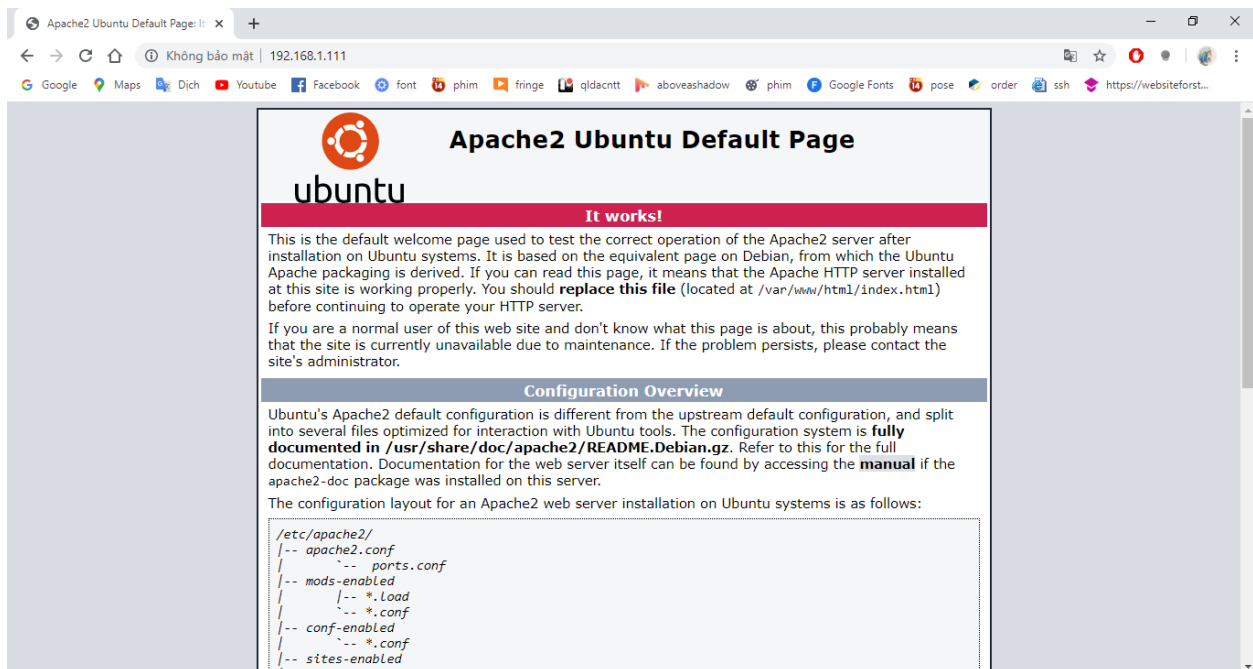 Apache2 Ubuntu Default Page: It
Không bảo mật | 192.168.1.111
Google Maps Dịch Youtube Facebook font phim fringe qldacntt aboveashadow phim Google Fonts pose order ssh https://websiteforst...
Apache2 Ubuntu Default Page
ubuntu
It works!
This is the default welcome page used to test the correct operation of the Apache2 server after
installation on Ubuntu systems. It is based on the equivalent page on Debian, from which the Ubuntu
Apache packaging is derived. If you can read this page, it means that the Apache HTTP server installed
at this site is working properly. You should replace this file (located at /var/www/html/index.html)
before continuing to operate your HTTP server.
If you are a normal user of this web site and don't know what this page is about, this probably means
that the site is currently unavailable due to maintenance. If the problem persists, please contact the
site's administrator.
Configuration Overview
Ubuntu's Apache2 default configuration is different from the upstream default configuration, and split
into several files optimized for interaction with Ubuntu tools. The configuration system is fully
documented in /usr/share/doc/apache2/README.Debian.gz. Refer to this for the full
documentation. Documentation for the web server itself can be found by accessing the manual if the
apache2-doc package was installed on this server.
The configuration layout for an Apache2 web server installation on Ubuntu systems is as follows:
/etc/apache2/
|-- apache2.conf
|       `--  ports.conf
|-- mods-enabled
|       |-- *.load
|       `-- *.conf
|-- conf-enabled
|       `-- *.conf
|-- sites-enabled